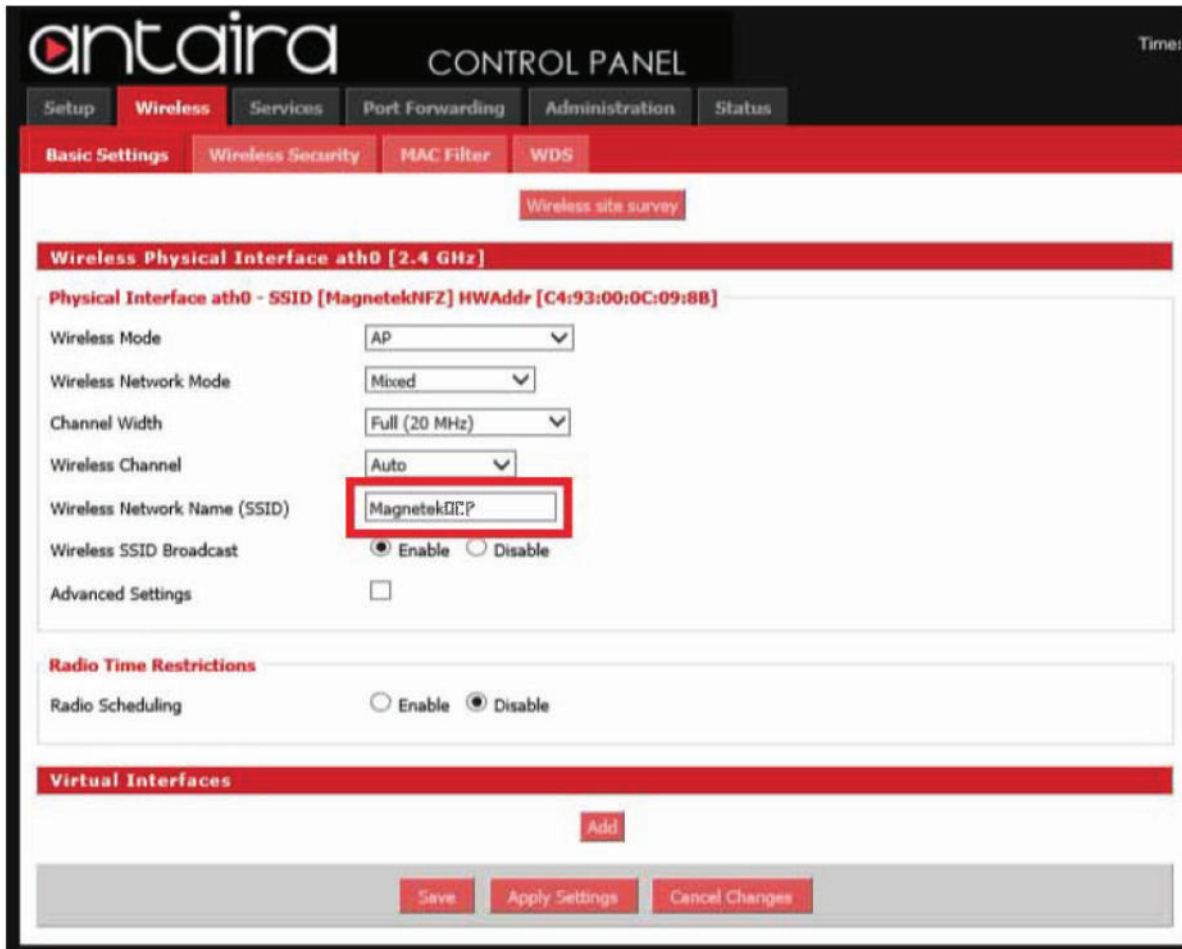 antaira CONTROL PANEL
Time:
Setup Wireless Services Port Forwarding Administration Status
Basic Settings Wireless Security MAC Filter WDS
Wireless site survey
Wireless Physical Interface ath0 [2.4 GHz]
Physical Interface ath0 - SSID [MagnetekNFZ] HWAddr [C4:93:00:0C:09:8B]
Wireless Mode AP
Wireless Network Mode Mixed
Channel Width Full (20 MHz)
Wireless Channel Auto
Wireless Network Name (SSID)
Wireless SSID Broadcast Enable Disable
Advanced Settings
Radio Time Restrictions
Radio Scheduling Enable Disable
Virtual Interfaces
Add
Save Apply Settings Cancel Changes